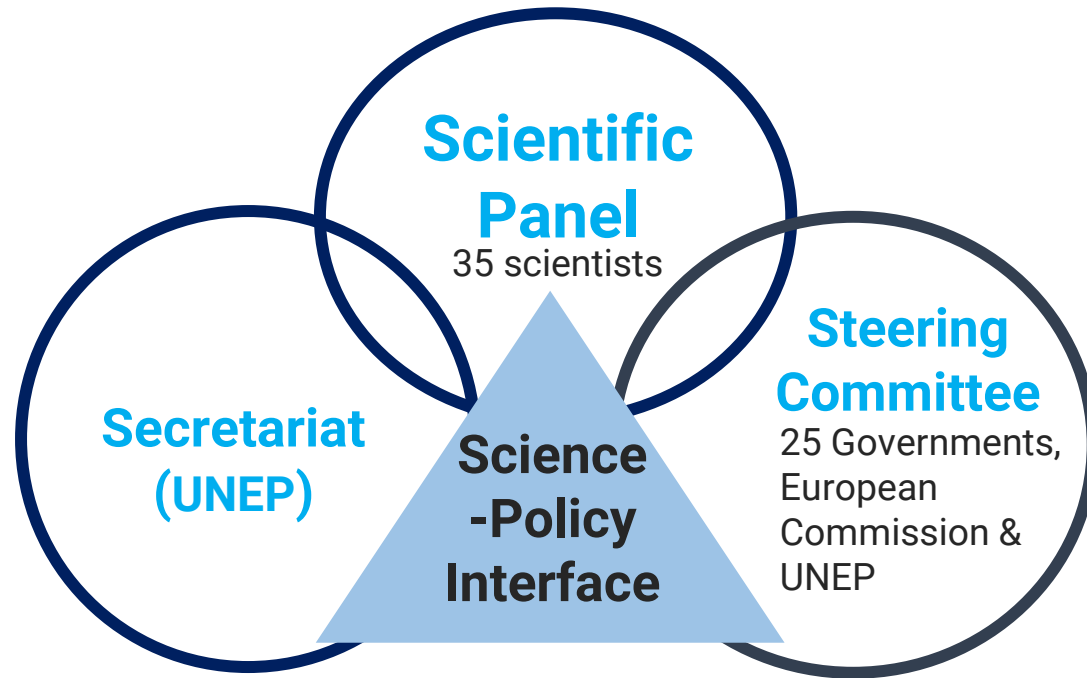 Scientific
Panel
35 scientists
Secretariat
(UNEP)
Science
-Policy
Interface
Steering
Committee
25 Governments,
European
Commission &
UNEP